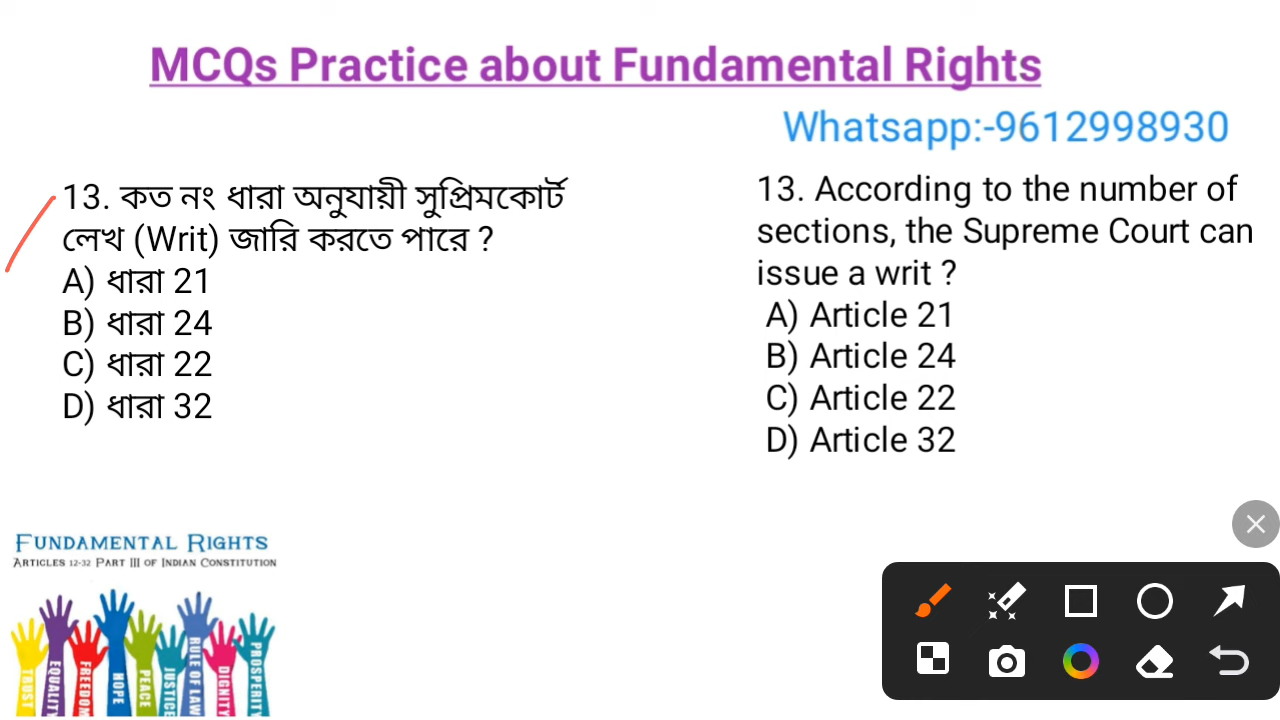 MCQs Practice about Fundamental Rights
Whatsapp:-9612998930
13. কত নং ধারা অনুযায়ী সুপ্রিমকোর্ট
লেখ (Writ) জারি করতে পারে ?
A) ধারা 21
B) ধারা 24
C) ধারা 22
D) ধারা 32
13. According to the number of
sections, the Supreme Court can
issue a writ ?
A) Article 21
B) Article 24
C) Article 22
D) Article 32
FUNDAMENTAL RIGHTS
ARTICLES 12-32 PART III OF INDIAN CONSTITUTION
TRUST
EQUALITY
FREEDOM
HOPE
PEACE
JUSTICE
RULE OF LAW
DIGNITY
PROSPERITY